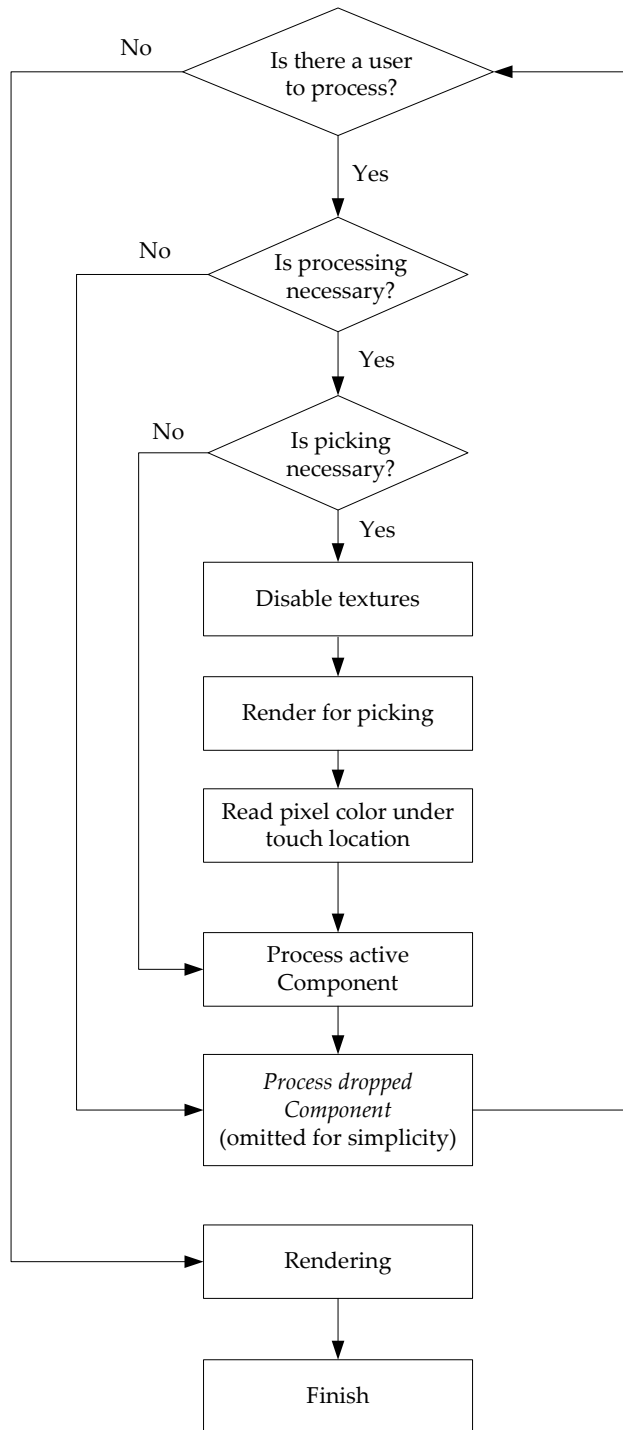 No
Is there a user
to process?
Yes
No
Is processing
necessary?
Yes
No
Is picking
necessary?
Yes
Disable textures
Render for picking
Read pixel color under
touch location
Process active
Component
Process dropped
Component
(omitted for simplicity)
Rendering
Finish